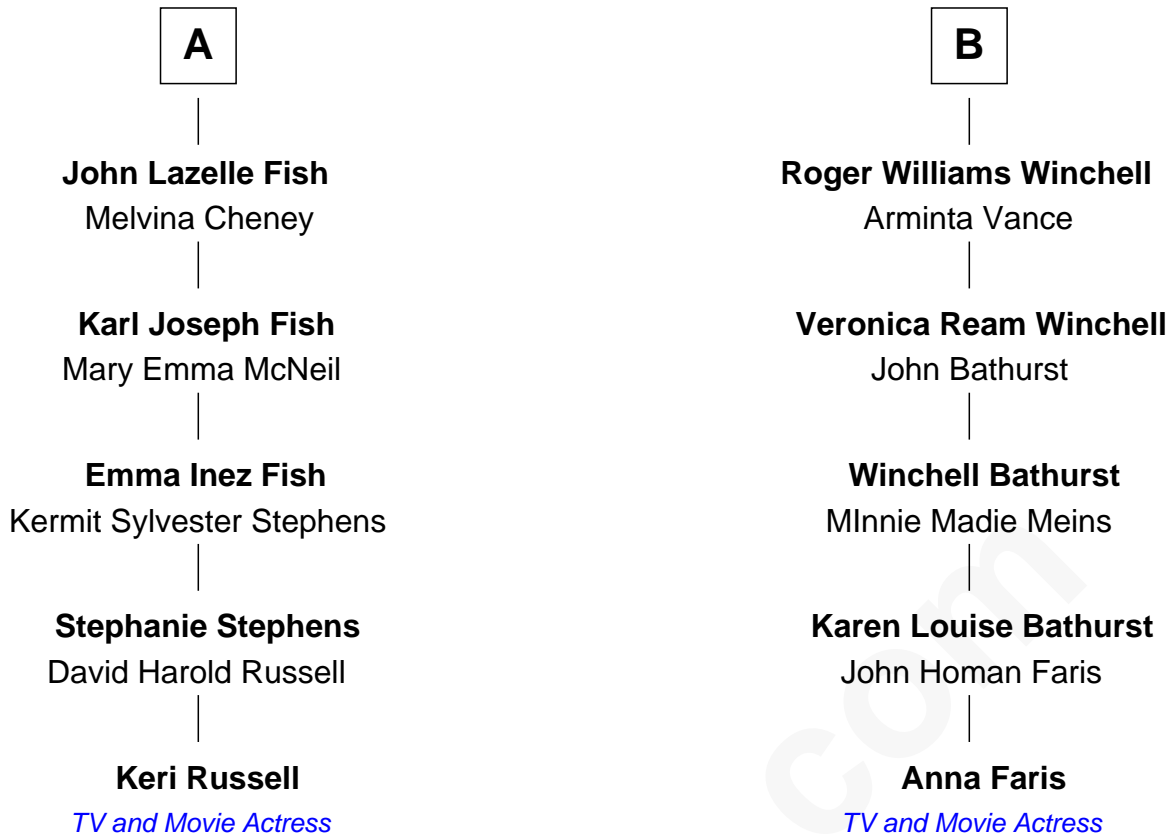 A
B
John Lazelle Fish
Melvina Cheney
Roger Williams Winchell
Arminta Vance
Karl Joseph Fish
Mary Emma McNeil
Veronica Ream Winchell
John Bathurst
Emma Inez Fish
Kermit Sylvester Stephens
Winchell Bathurst
MInnie Madie Meins
Stephanie Stephens
David Harold Russell
Karen Louise Bathurst
John Homan Faris
Keri Russell
TV and Movie Actress
Anna Faris
TV and Movie Actress
com